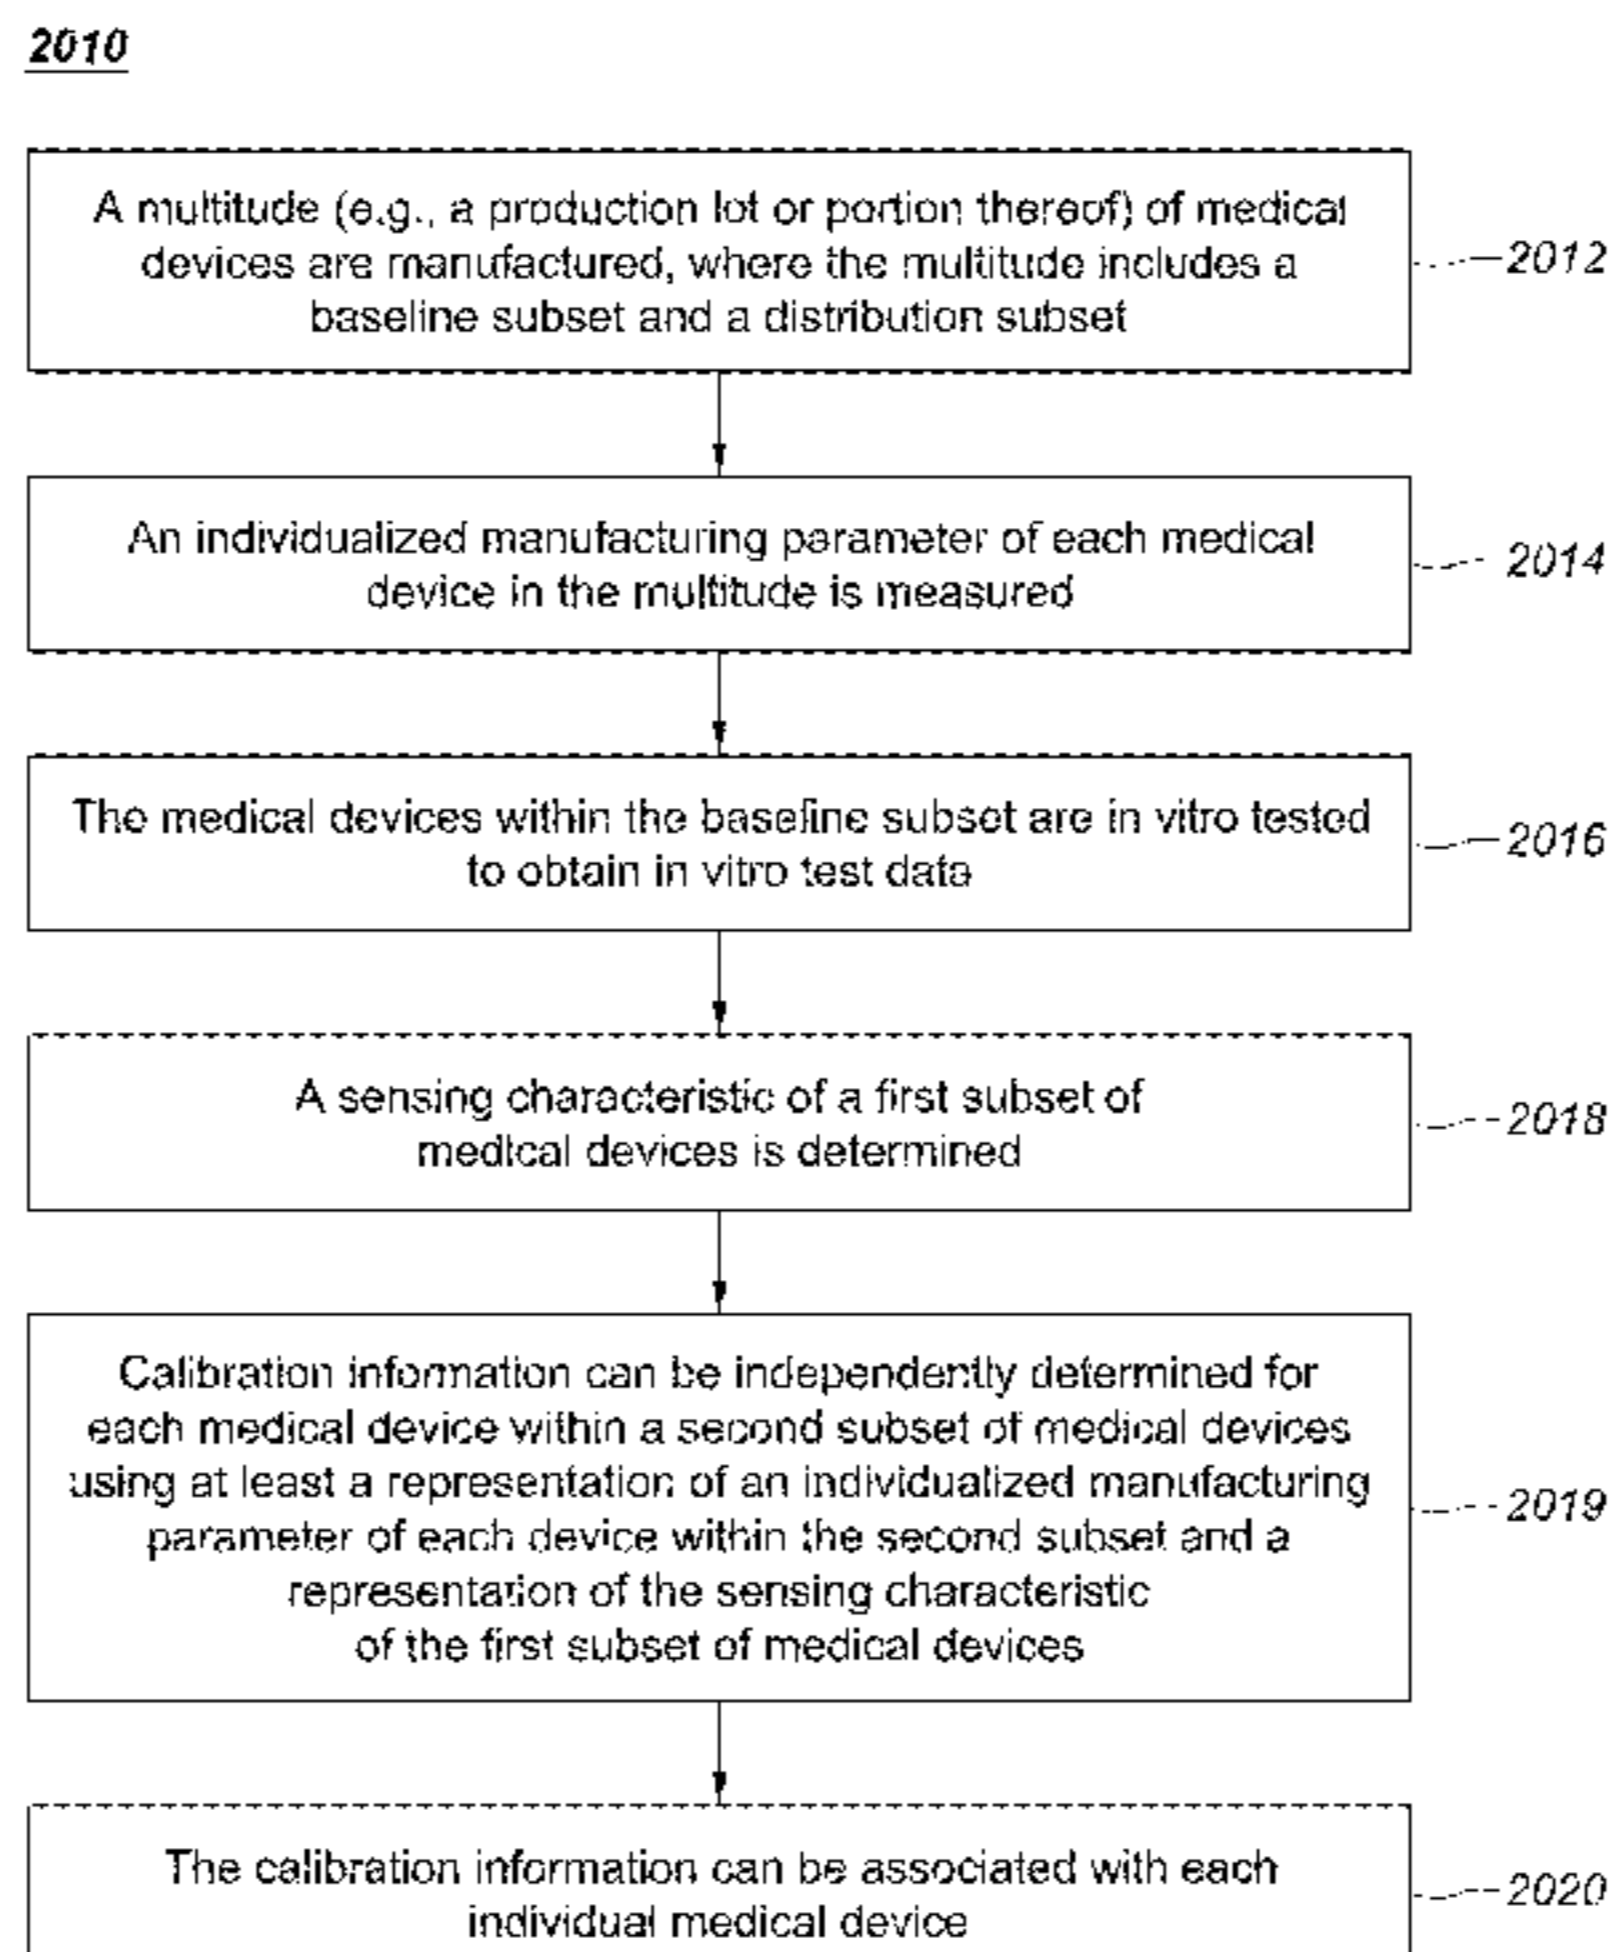 2010
A multitude (e.g., a production lot or portion thereof) of medical
devices are manufactured, where the multitude includes a
baseline subset and a distribution subset
2012
An individualized manufacturing parameter of each medical
device in the multitude is measured
2014
The medical devices within the baseline subset are in vitro tested
to obtain in vitro test data
2016
A sensing characteristic of a first subset of
medical devices is determined
2018
Calibration information can be independently determined for
each medical device within a second subset of medical devices
using at least a representation of an individualized manufacturing
parameter of each device within the second subset and a
representation of the sensing characteristic
of the first subset of medical devices
2019
The calibration information can be associated with each
individual medical device
2020